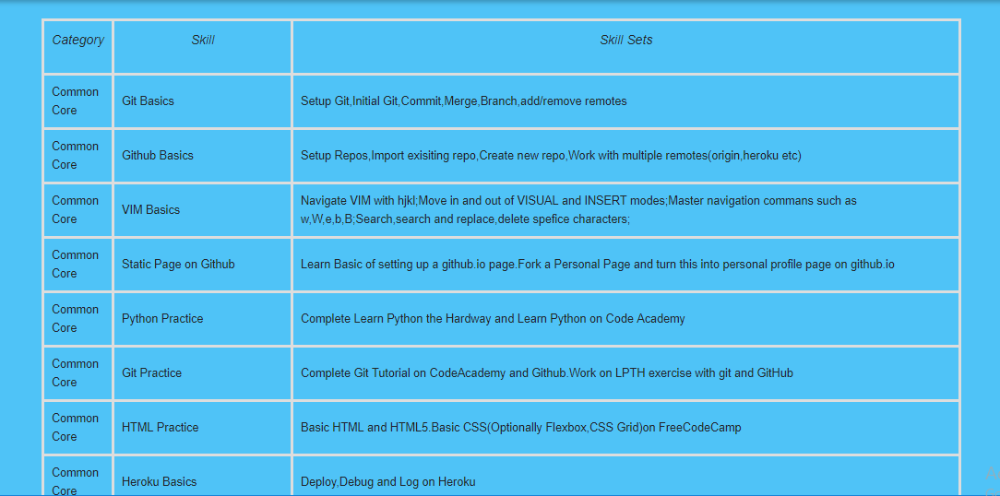 Category Skill Skill Sets
Common
Core
Git Basics
Setup Git,Initial Git,Commit,Merge,Branch,add/remove remotes
Common
Core
Github Basics
Setup Repos,Import exisiting repo,Create new repo,Work with multiple remotes(origin,heroku etc)
Common
Core
VIM Basics
Navigate VIM with hjkl;Move in and out of VISUAL and INSERT modes;Master navigation commans such as
w,W,e,b,B;Search,search and replace,delete spefice characters;
Common
Core
Static Page on Github
Learn Basic of setting up a github.io page.Fork a Personal Page and turn this into personal profile page on github.io
Common
Core
Python Practice
Complete Learn Python the Hardway and Learn Python on Code Academy
Common
Core
Git Practice
Complete Git Tutorial on CodeAcademy and Github.Work on LPTH exercise with git and GitHub
Common
Core
HTML Practice
Basic HTML and HTML5.Basic CSS(Optionally Flexbox,CSS Grid)on FreeCodeCamp
Common
Core
Heroku Basics
Deploy,Debug and Log on Heroku